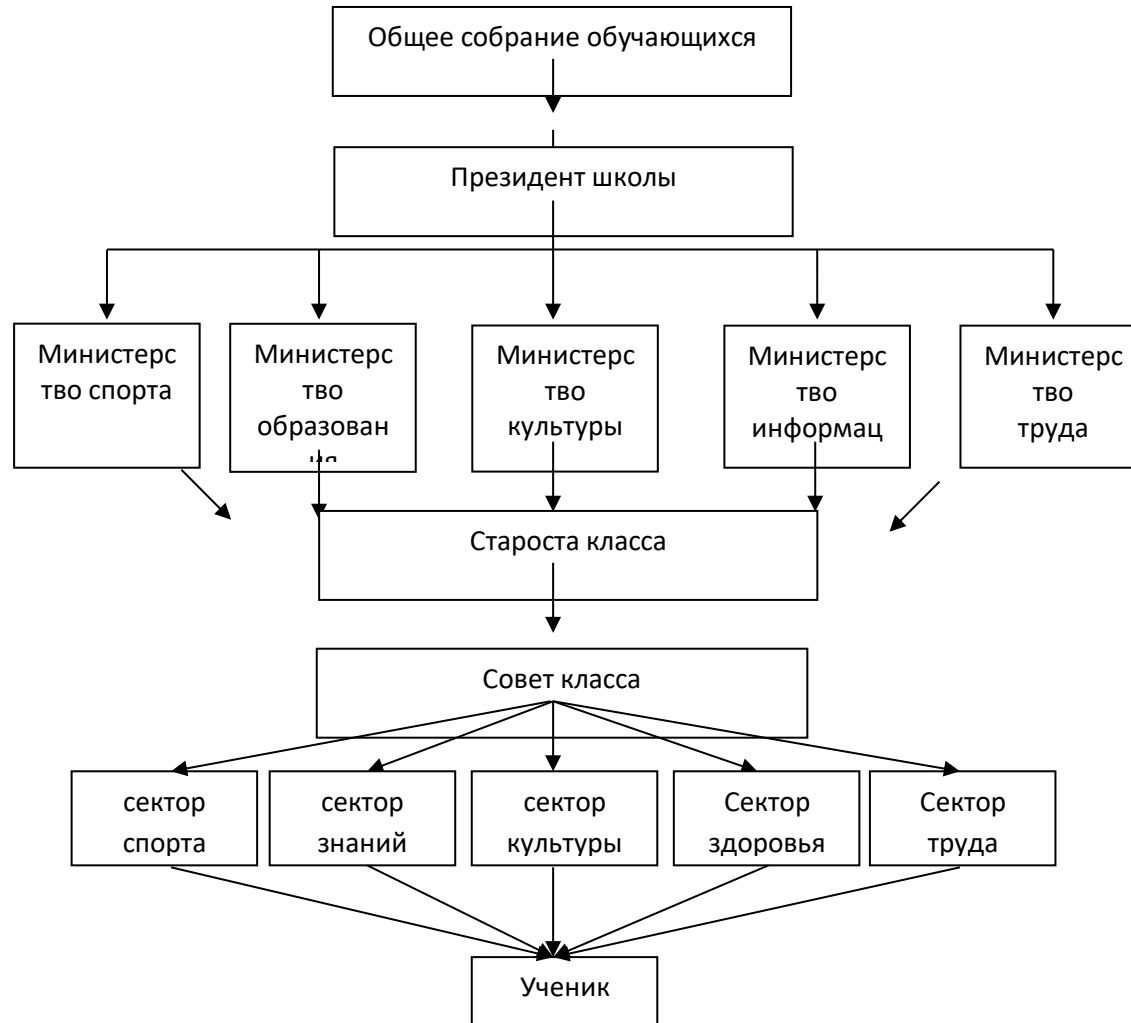 Общее собрание обучающихся
Президент школы
Министерс
тво спорта
Министерс
тво
образован
ия
Министерс
тво
культуры
Министерс
тво
информац
Министерс
тво
труда
Староста класса
Совет класса
сектор
спорта
сектор
знаний
сектор
культуры
Сектор
здоровья
Сектор
труда
Ученик